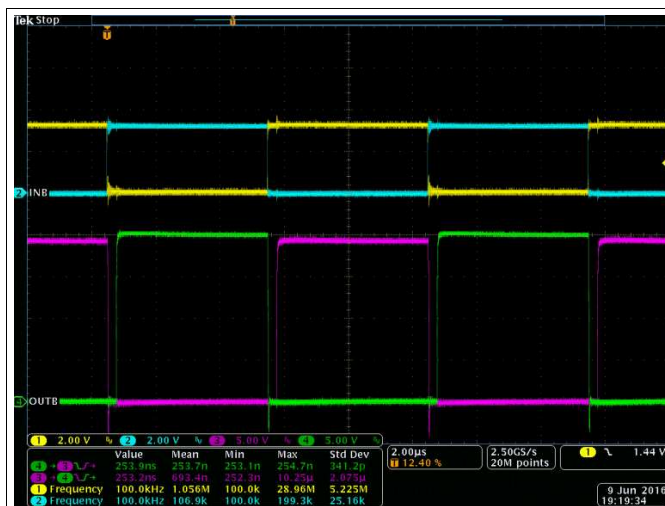 Tek Stop
T
T
2 INB
4 OUTB
1 2.00 V 2 2.00 V 3 5.00 V 4 5.00 V
2.00µs
T 12.40 %
2.50GS/s
20M points
1 1.44 V
Value Mean Min Max Std Dev
4 3 253.9ns 253.7n 253.1n 254.7n 341.2p
3 4 253.2ns 693.4n 252.3n 10.25µ 2.075µ
1 Frequency 100.0kHz 1.056M 100.0k 28.96M 5.225M
2 Frequency 100.0kHz 106.9k 100.0k 199.3k 25.16k
9 Jun 2016
19:19:34